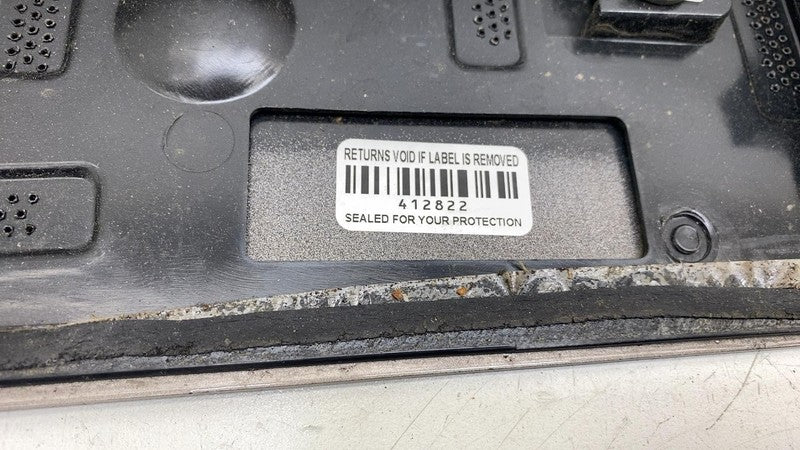 RETURNS VOID IF LABEL IS REMOVED
412822
SEALED FOR YOUR PROTECTION